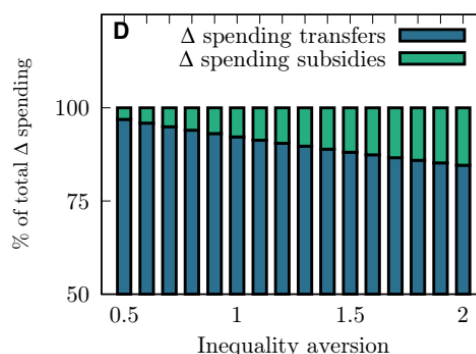 D
Δ spending transfers
Δ spending subsidies
% of total Δ spending
100
75
50
0.5 1 1.5 2
Inequality aversion